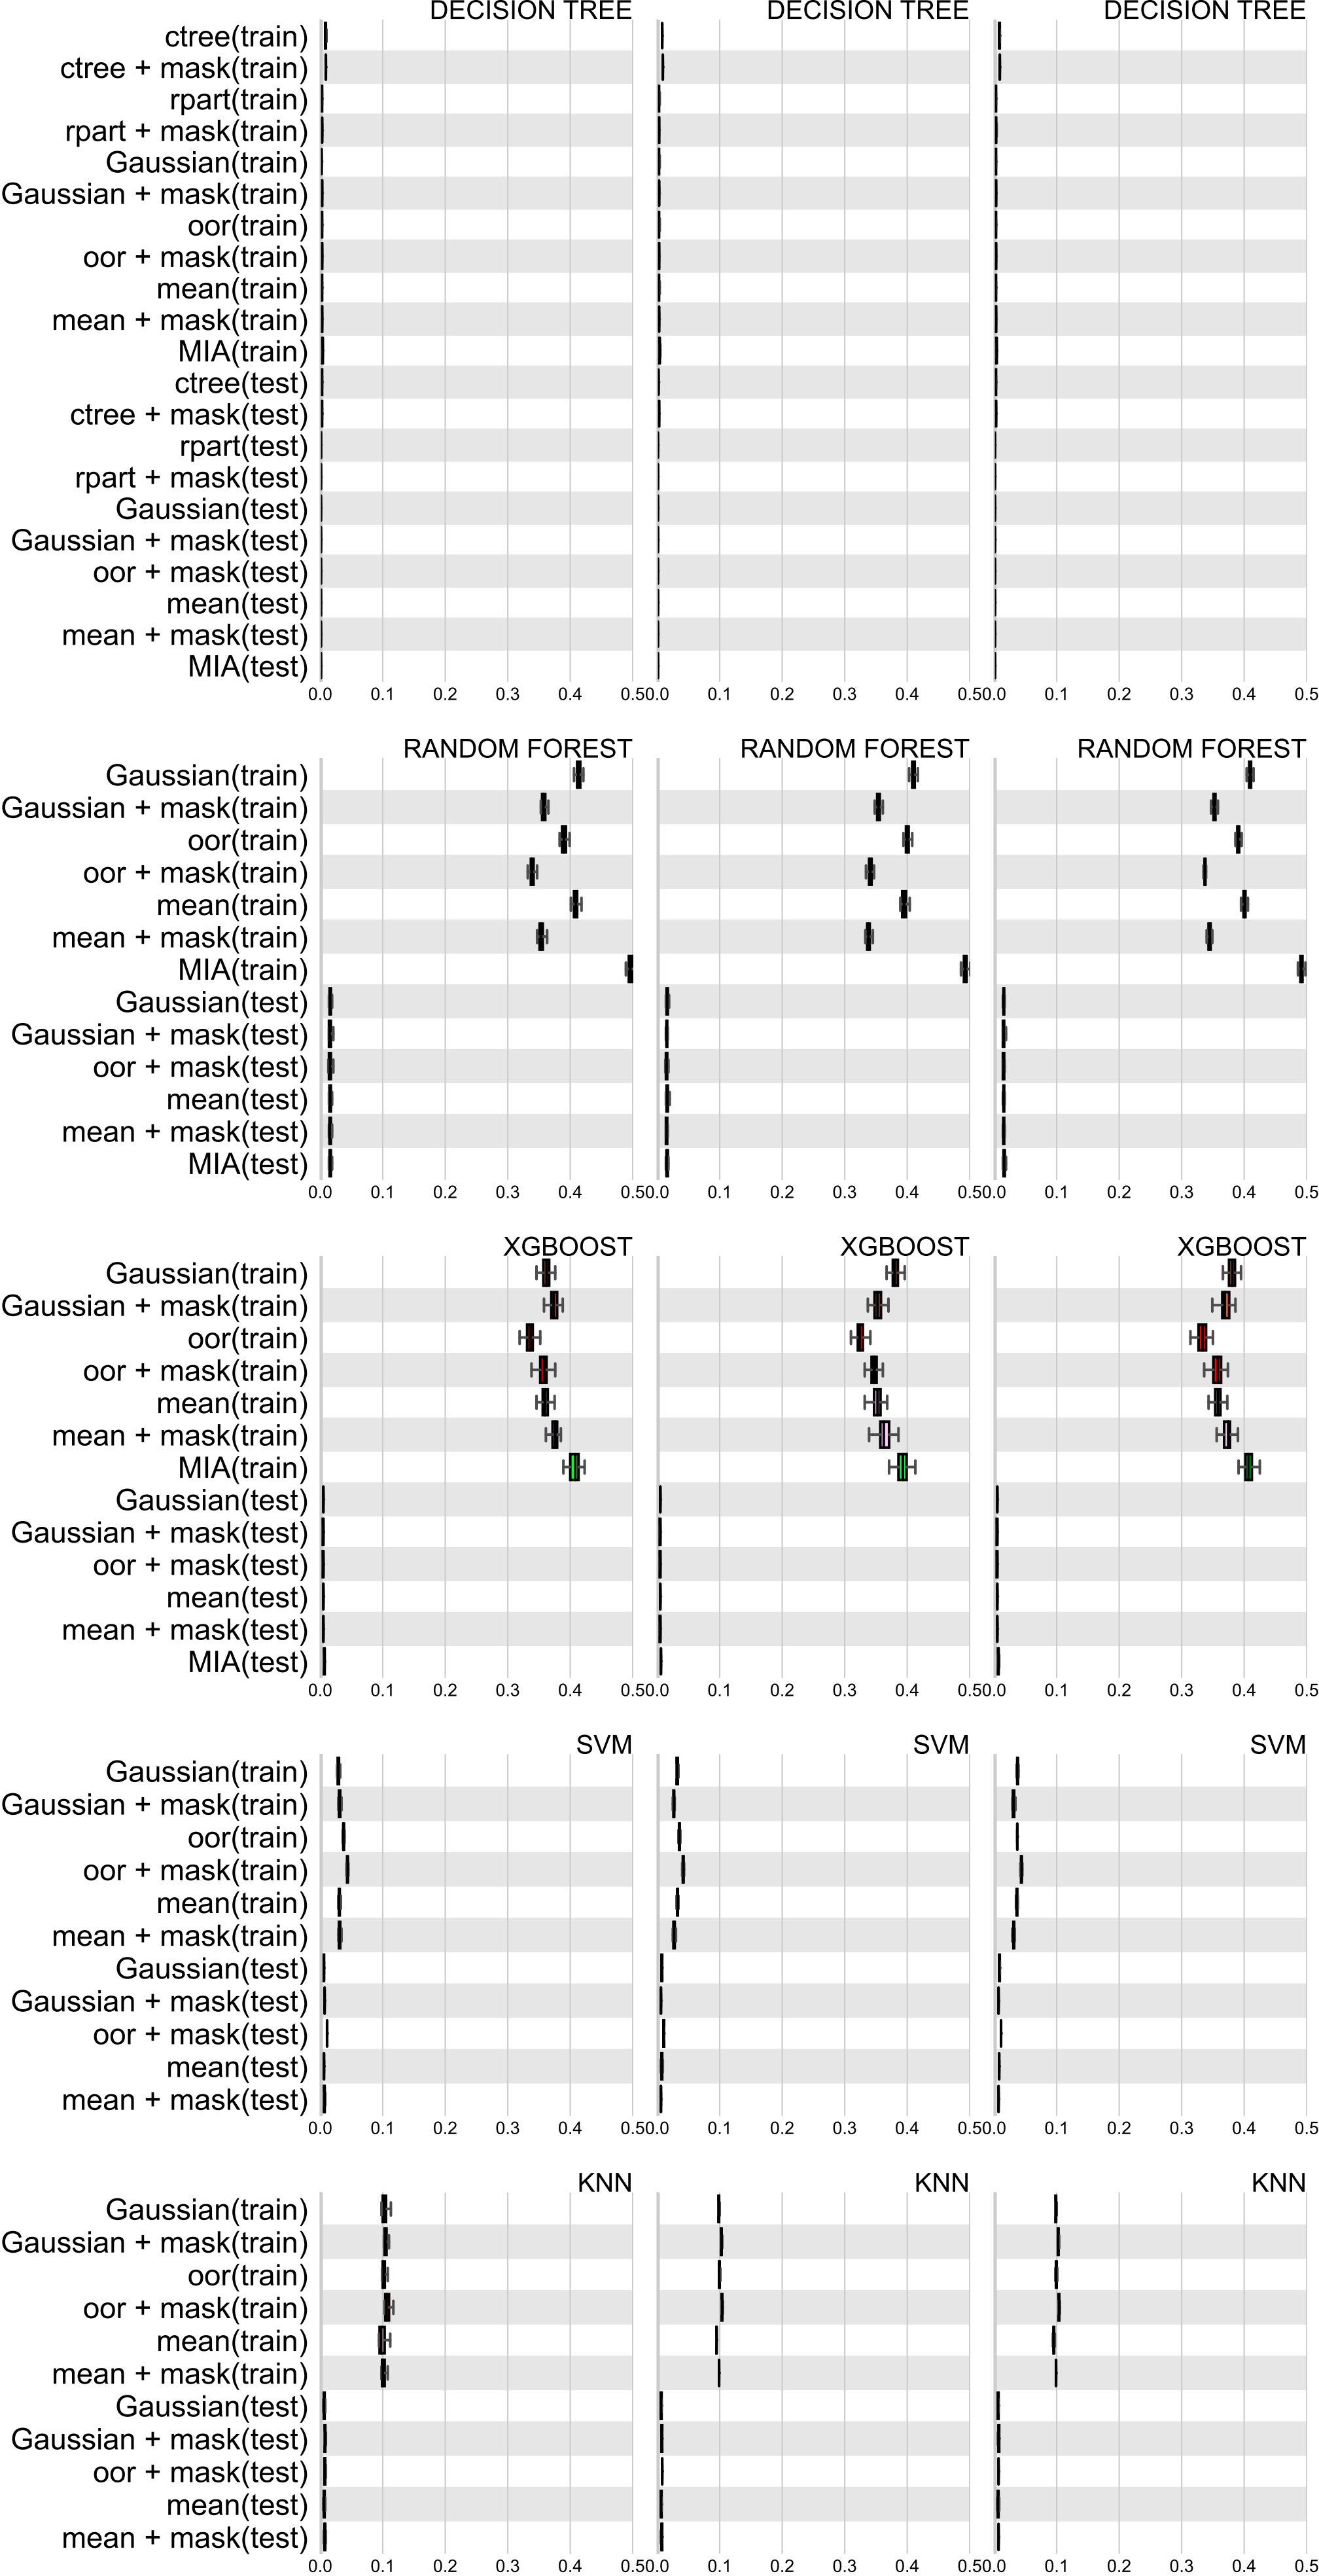 DECISION TREE DECISION TREE DECISION TREE
ctree(train)
ctree + mask(train)
rpart(train)
rpart + mask(train)
Gaussian(train)
Gaussian + mask(train)
oor(train)
oor + mask(train)
mean(train)
mean + mask(train)
MIA(train)
ctree(test)
ctree + mask(test)
rpart(test)
rpart + mask(test)
Gaussian(test)
Gaussian + mask(test)
oor + mask(test)
mean(test)
mean + mask(test)
MIA(test)
0.0 0.1 0.2 0.3 0.4 0.50.0 0.1 0.2 0.3 0.4 0.50.0 0.1 0.2 0.3 0.4 0.5
RANDOM FOREST RANDOM FOREST RANDOM FOREST
Gaussian(train)
Gaussian + mask(train)
oor(train)
oor + mask(train)
mean(train)
mean + mask(train)
MIA(train)
Gaussian(test)
Gaussian + mask(test)
oor + mask(test)
mean(test)
mean + mask(test)
MIA(test)
0.0 0.1 0.2 0.3 0.4 0.50.0 0.1 0.2 0.3 0.4 0.50.0 0.1 0.2 0.3 0.4 0.5
XGBOOST XGBOOST XGBOOST
Gaussian(train)
Gaussian + mask(train)
oor(train)
oor + mask(train)
mean(train)
mean + mask(train)
MIA(train)
Gaussian(test)
Gaussian + mask(test)
oor + mask(test)
mean(test)
mean + mask(test)
MIA(test)
0.0 0.1 0.2 0.3 0.4 0.50.0 0.1 0.2 0.3 0.4 0.50.0 0.1 0.2 0.3 0.4 0.5
SVM SVM SVM
Gaussian(train)
Gaussian + mask(train)
oor(train)
oor + mask(train)
mean(train)
mean + mask(train)
Gaussian(test)
Gaussian + mask(test)
oor + mask(test)
mean(test)
mean + mask(test)
0.0 0.1 0.2 0.3 0.4 0.50.0 0.1 0.2 0.3 0.4 0.50.0 0.1 0.2 0.3 0.4 0.5
KNN KNN KNN
Gaussian(train)
Gaussian + mask(train)
oor(train)
oor + mask(train)
mean(train)
mean + mask(train)
Gaussian(test)
Gaussian + mask(test)
oor + mask(test)
mean(test)
mean + mask(test)
0.0 0.1 0.2 0.3 0.4 0.50.0 0.1 0.2 0.3 0.4 0.50.0 0.1 0.2 0.3 0.4 0.5